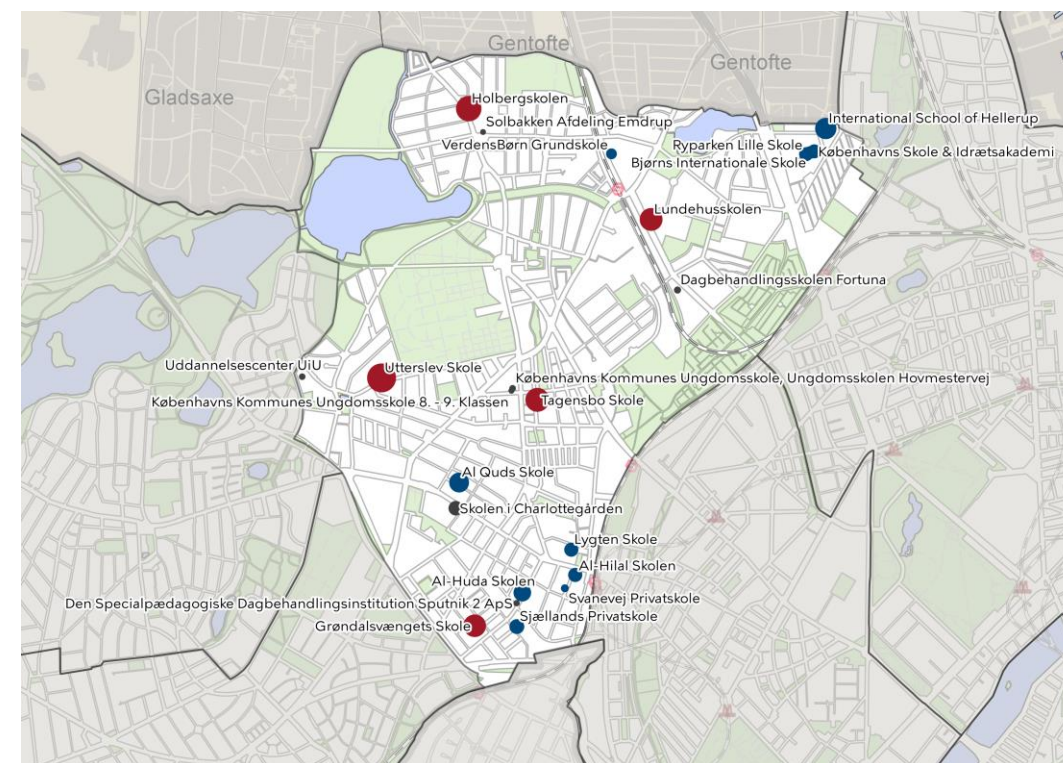 Gentofte
Gentofte
Gladsaxe
Holbergskolen
Solbakken Afdeling Emdrup
International School of Hellerup
VerdensBørn Grundskole
Ryparken Lille Skole
Københavns Skole & Idrætsakademi
Bjørns Internationale Skole
Lundehusskolen
Dagbehandlingsskolen Fortuna
Uddannelsescenter UiU
Utterslev Skole
Københavns Kommunes Ungdomsskole, Ungdomsskolen Hovmestervej
Københavns Kommunes Ungdomsskole 8. - 9. Klassen
Tagensbo Skole
Al Quds Skole
Skolen i Charlottegården
Lygten Skole
Al-Hilal Skolen
Al-Huda Skolen
Svanevej Privatskole
Den Specialpædagogiske Dagbehandlingsinstitution Sputnik 2 ApS
Sjællands Privatskole
Grøndalsvængets Skole